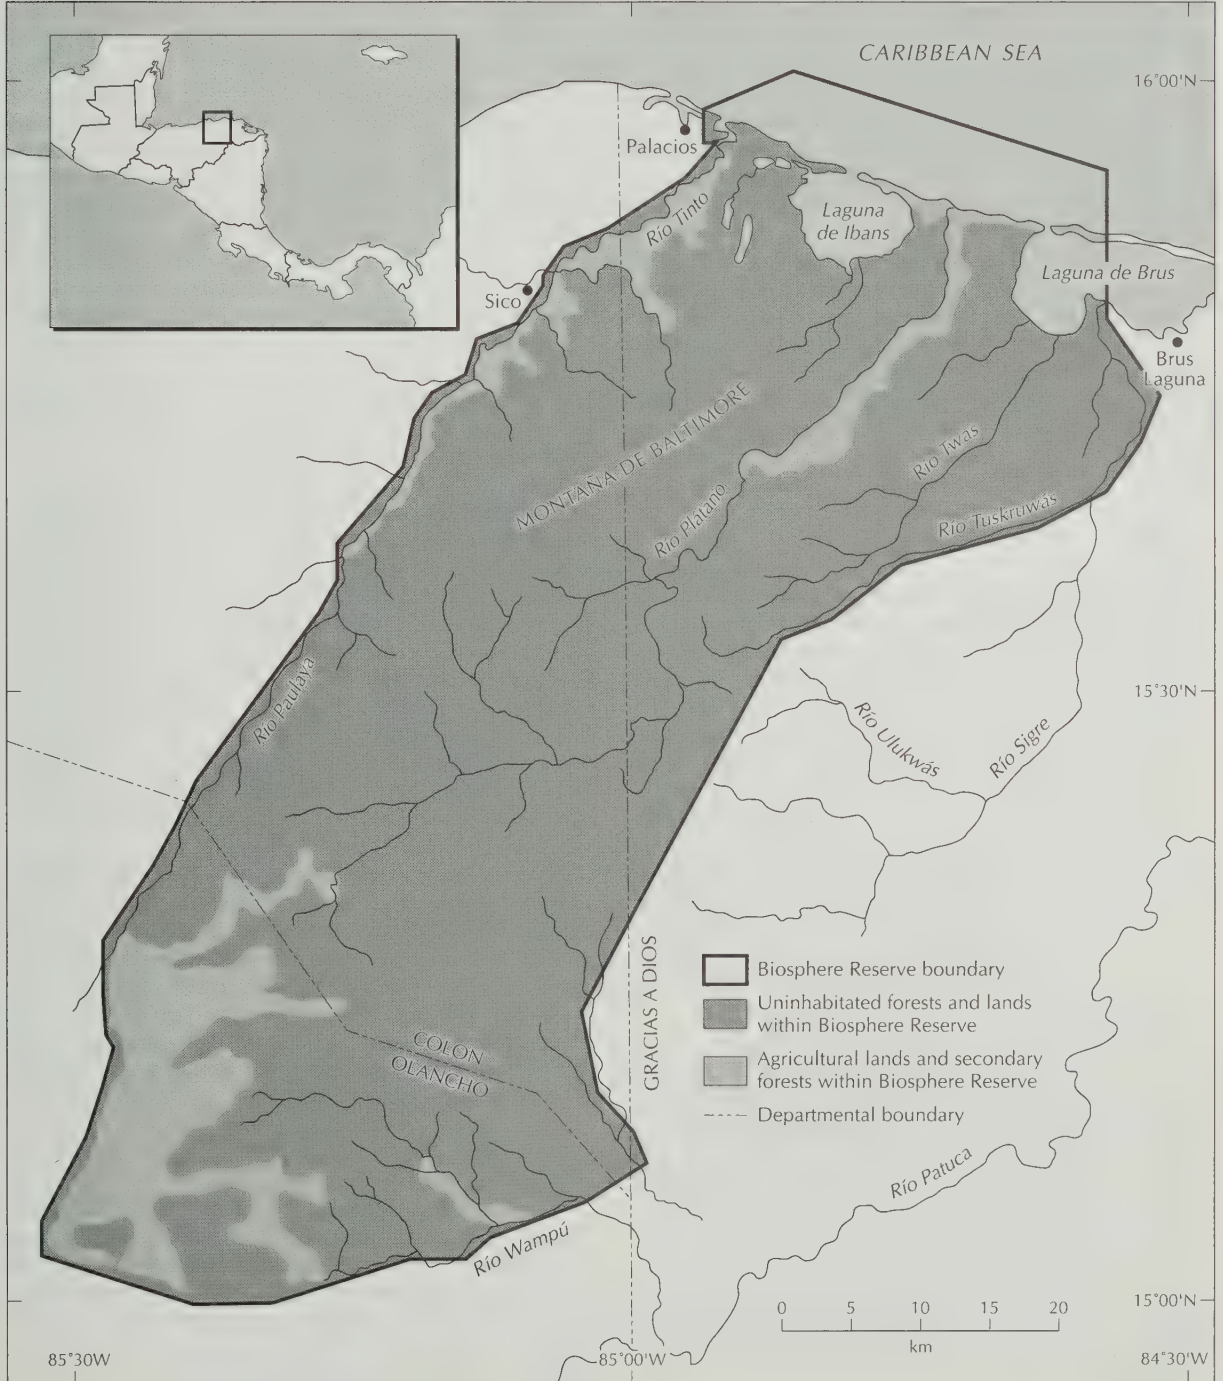 CARIBBEAN SEA
16°00'N
Palacios
Río Tinto
Laguna
de Ibans
Laguna de Brus
Sico
Brus
Laguna
MONTAÑA DE BALTIMORE
Río Plátano
Río Twas
Río Tuskruwás
Río Paulaya
15°30'N
Río Ulukwás
Río Sigre
GRACIAS A DIOS
Biosphere Reserve boundary
Uninhabitated forests and lands
within Biosphere Reserve
Agricultural lands and secondary
forests within Biosphere Reserve
Departmental boundary
COLON
OLANCHO
Río Patuca
Río Wampú
15°00'N
0 5 10 15 20
km
85°30W
85°00'W
84°30'W